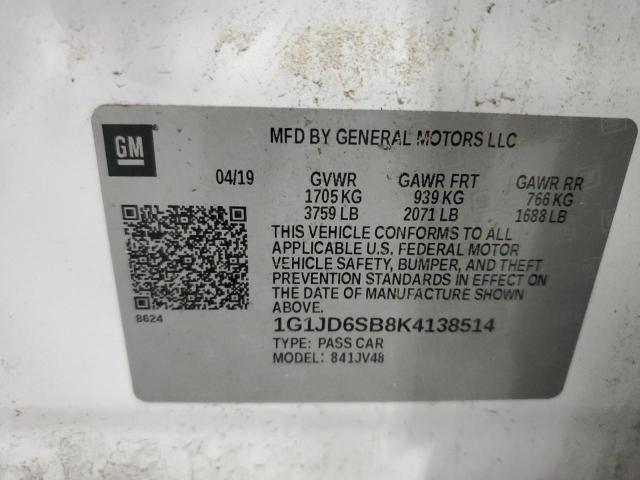 GM
MFD BY GENERAL MOTORS LLC
04/19 GVWR GAWR FRT GAWR RR
1705 KG 939 KG 766 KG
3759 LB 2071 LB 1688 LB
THIS VEHICLE CONFORMS TO ALL
APPLICABLE U.S. FEDERAL MOTOR
VEHICLE SAFETY, BUMPER, AND THEFT
PREVENTION STANDARDS IN EFFECT ON
THE DATE OF MANUFACTURE SHOWN
ABOVE.
8624
1G1JD6SB8K4138514
TYPE: PASS CAR
MODEL: 841JV48